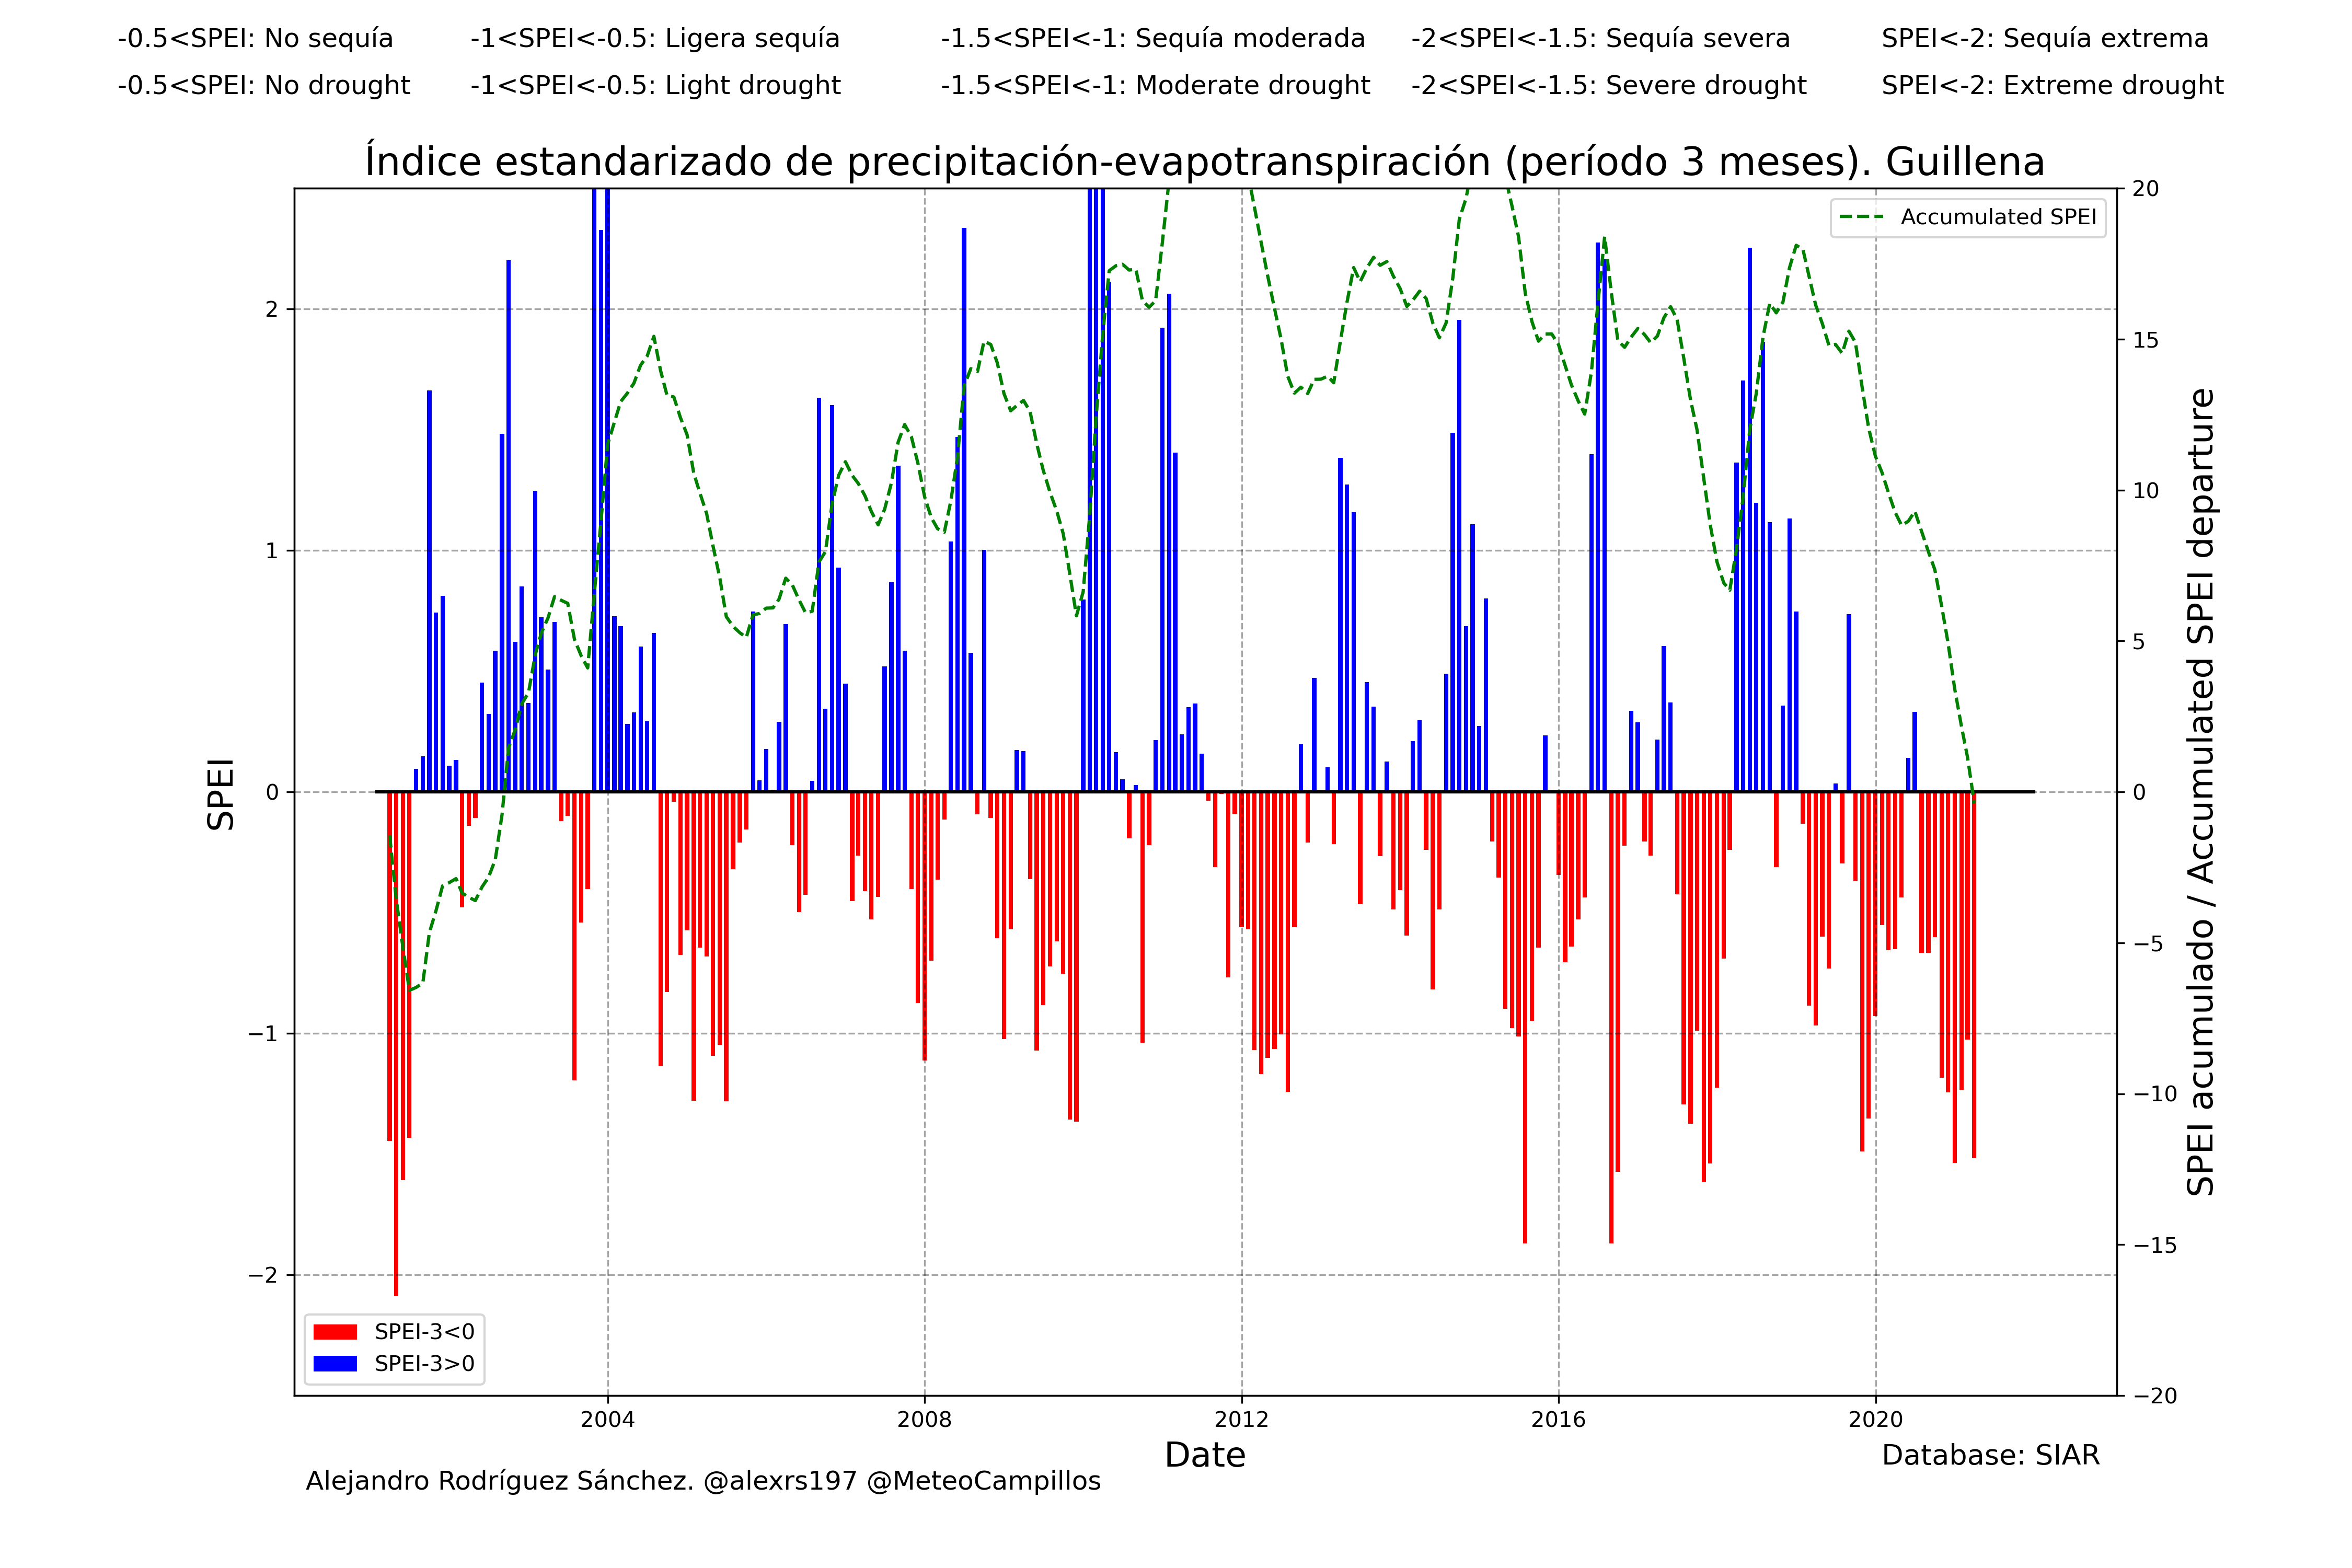 -0.5<SPEI: No sequía -1<SPEI<-0.5: Ligera sequía -1.5<SPEI<-1: Sequía moderada -2<SPEI<-1.5: Sequía severa SPEI<-2: Sequía extrema
-0.5<SPEI: No drought -1<SPEI<-0.5: Light drought -1.5<SPEI<-1: Moderate drought -2<SPEI<-1.5: Severe drought SPEI<-2: Extreme drought
Índice estandarizado de precipitación-evapotranspiración (período 3 meses). Guillena
Accumulated SPEI
SPEI
2
1
0
−1
−2
20
15
10
5
0
−5
−10
−15
−20
SPEI acumulado / Accumulated SPEI departure
SPEI-3<0
SPEI-3>0
2004 2008 2012 2016 2020
Date
Database: SIAR
Alejandro Rodríguez Sánchez. @alexrs197 @MeteoCampillos